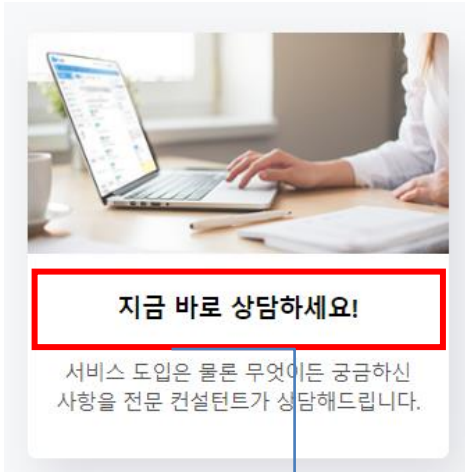 지금 바로 상담하세요!
서비스 도입은 물론 무엇이든 궁금하신
사항을 전문 컨설턴트가 상담해드립니다.